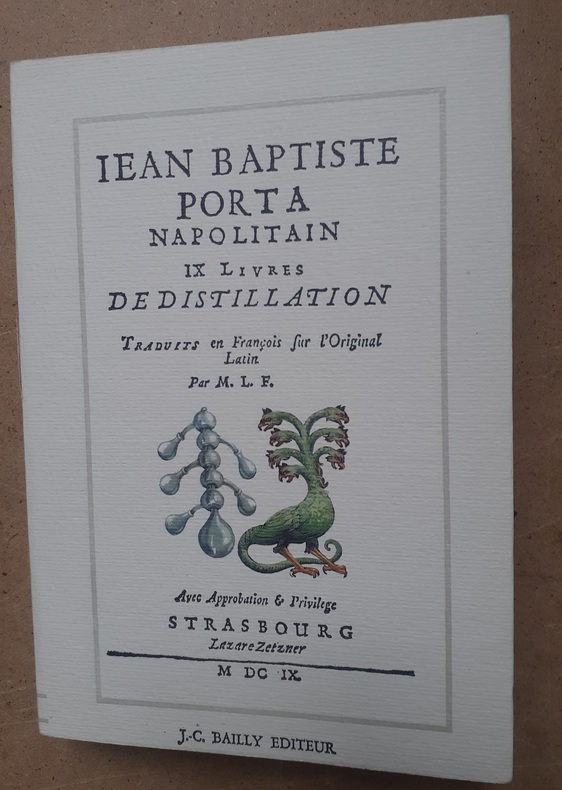 IEAN BAPTISTE
PORTA
NAPOLITAIN
IX LIVRES
DE DISTILLATION
TRADUITS en François ſur l'Original
Latin
Par M. L. F.
Avec Approbation & Privilege
STRASBOURG
Lazare Zetzner
M DC IX
J.-C. BAILLY EDITEUR